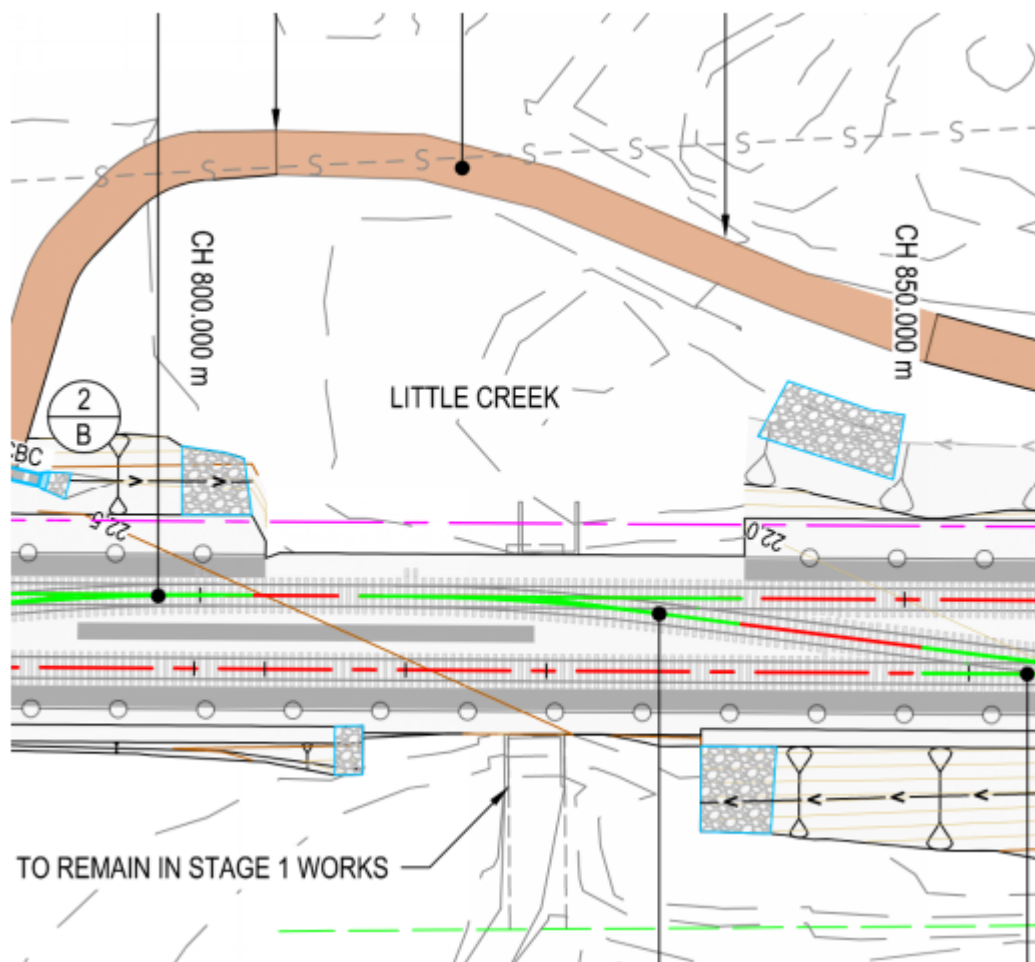 S S S S S S S S
CH 800.000 m
CH 850.000 m
LITTLE CREEK
2
B
CBC
22.5
22.0
TO REMAIN IN STAGE 1 WORKS